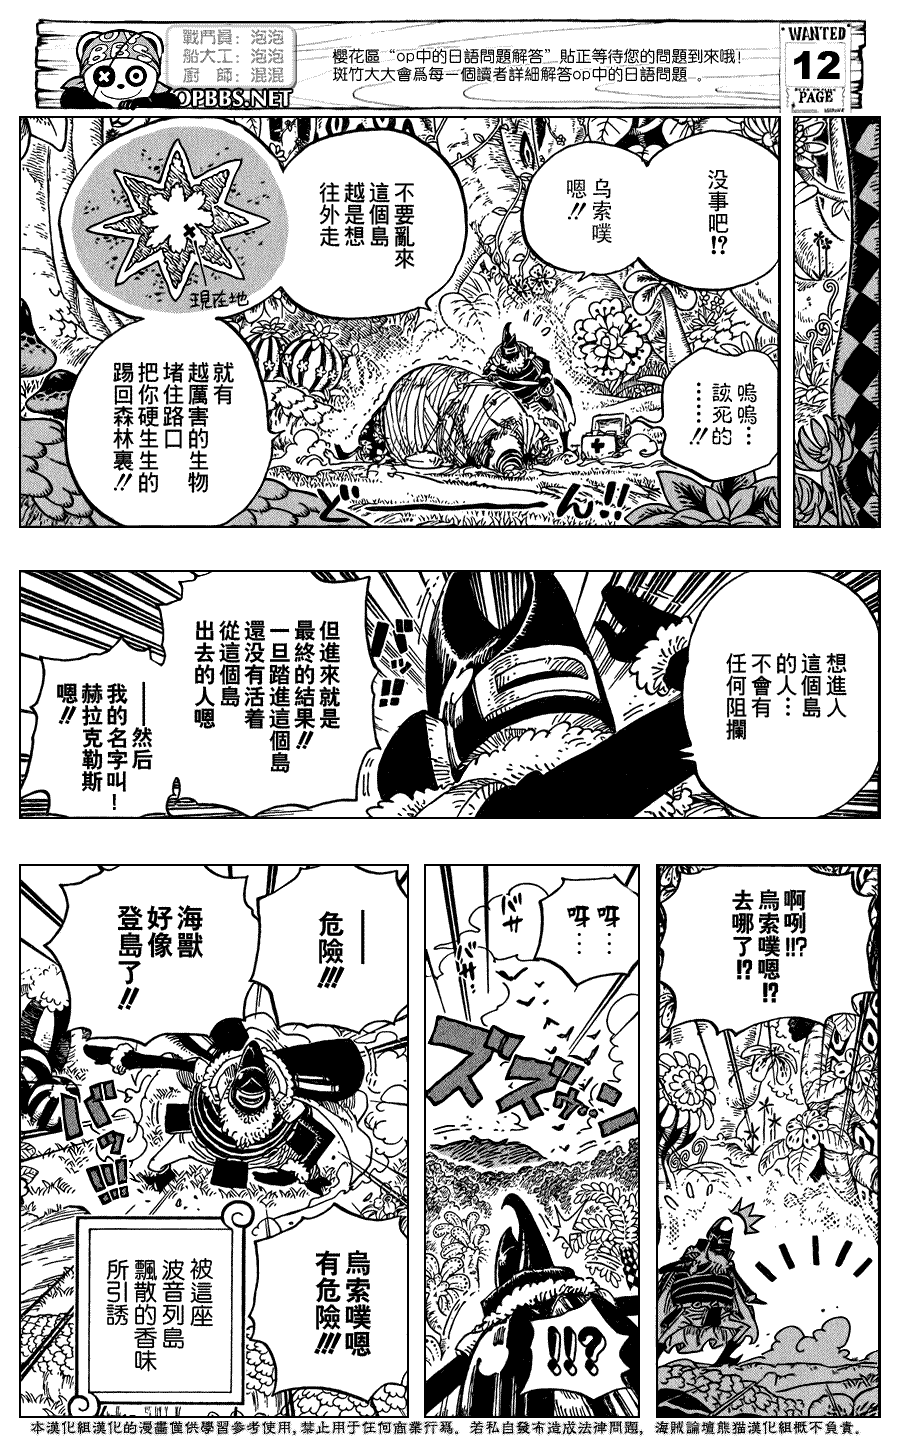 戰鬥員：泡泡
船大工：泡泡
廚 師：混混
OPBBS.NET
櫻花區“op中的日語問題解答”貼正等待您的問題到來哦!
斑竹大大會爲每一個讀者詳細解答op中的日語問題 。
WANTED
12
PAGE
没事吧!?
乌索噗
嗯!!
不要亂來
這個島
越是想
往外走
現在地
就有
越厲害的生物
堵住路口
把你硬生生的
踢回森林裏!!
嗚嗚…
該死的
……!!
どーん!!
想進入
這個島
的人…
不會有
任何阻攔
但進來就是
最終的結果!!
一旦踏進這個島
還没有活着
從這個島
出去的人嗯
——然后
我的名字叫!
赫拉克勒斯
嗯!!
啊咧!!?
烏索噗嗯!?
去哪了!?
呀…
呀…
バサ
バサ
ズズゥ…ン
!!!?
——
危險!!!
海獸
好像
登島了!!
バッ!!!
烏索噗嗯
有危險!!!
被這座
波音列島
飄散的香味
所引誘
本漢化組漢化的漫畫僅供學習參考使用,禁止用于任何商業行爲。若私自發布造成法律問題, 海賊論壇熊猫漢化組概不負責。